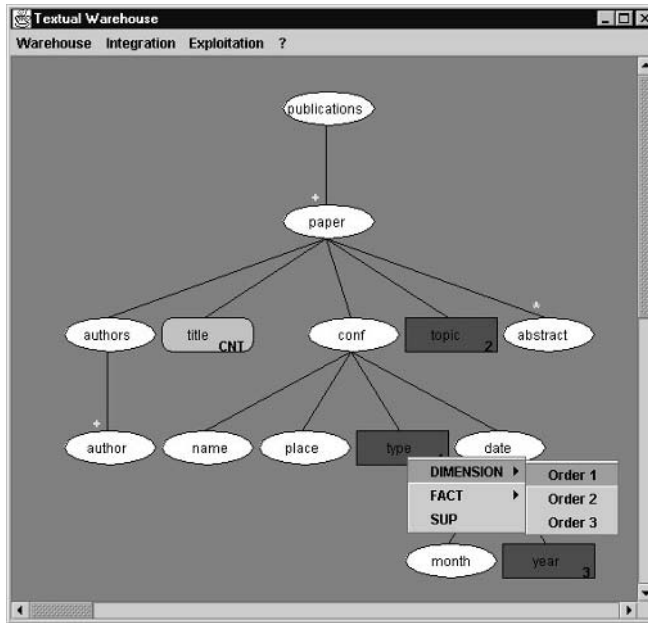 Textual Warehouse
Warehouse Integration Exploitation ?
publications
+
paper
authors title conf topic abstract
CNT 2 *
+
author name place type date
DIMENSION Order 1
FACT Order 2
SUP Order 3
month year
3